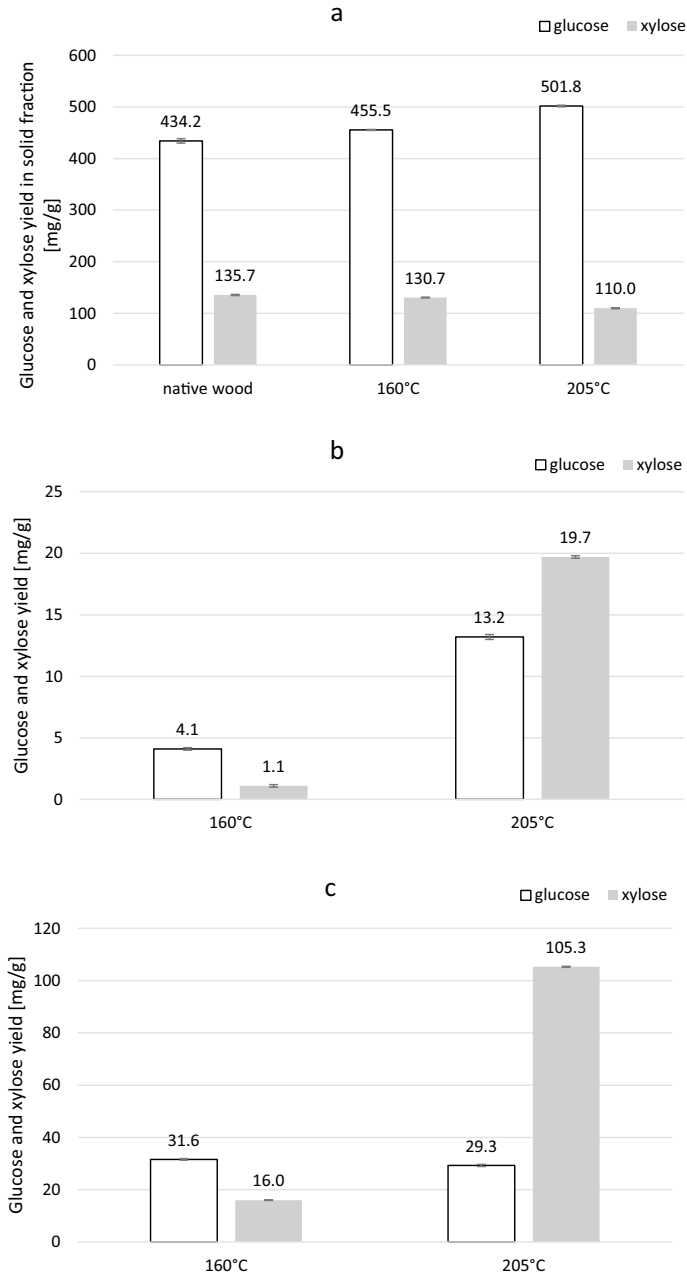 a
glucose xylose
Glucose and xylose yield in solid fraction
[mg/g]
600
500
400
300
200
100
0
434.2
135.7
455.5
130.7
501.8
110.0
native wood 160°C 205°C
b
glucose xylose
Glucose and xylose yield [mg/g]
25
20
15
10
5
0
4.1
1.1
13.2
19.7
160°C 205°C
c
glucose xylose
Glucose and xylose yield [mg/g]
120
100
80
60
40
20
0
31.6
16.0
29.3
105.3
160°C 205°C